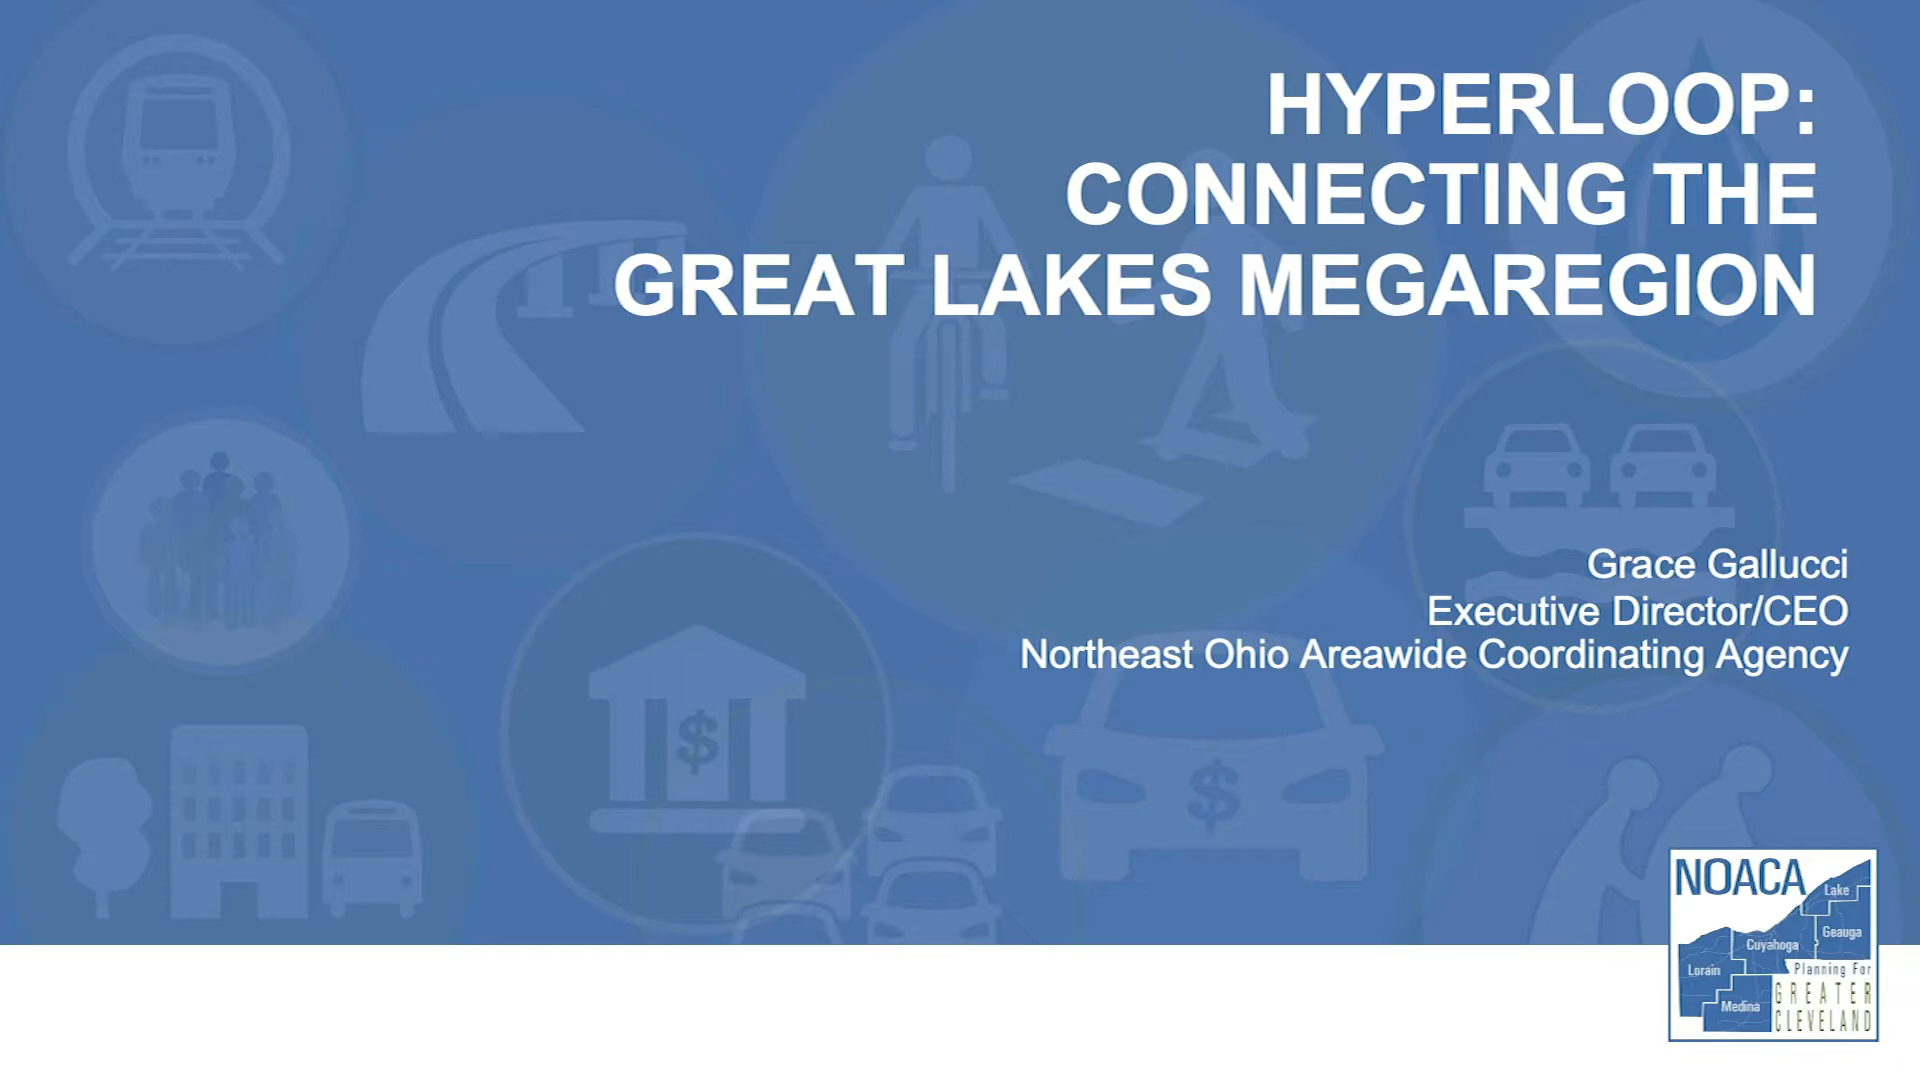 HYPERLOOP:
CONNECTING THE
GREAT LAKES MEGAREGION
Grace Gallucci
Executive Director/CEO
Northeast Ohio Areawide Coordinating Agency
$
$
NOACA
Lake
Geauga
Cuyahoga
Lorain
Medina
Planning For
GREATER
CLEVELAND